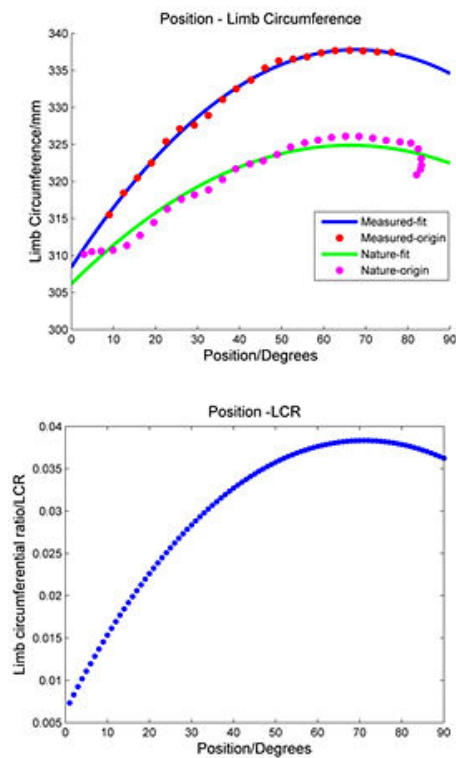 Position - Limb Circumference
340
335
330
325
320
315
310
305
300
Limb Circumference/mm
Measured-fit
Measured-origin
Nature-fit
Nature-origin
0 10 20 30 40 50 60 70 80 90
Position/Degrees
Position -LCR
0.04
0.035
0.03
0.025
0.02
0.015
0.01
0.005
Limb circumferential ratio/LCR
0 10 20 30 40 50 60 70 80 90
Position/Degrees